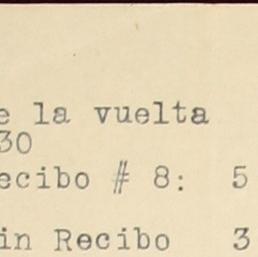 e la vuelta
30
ecibo # 8: 5
in Recibo 3